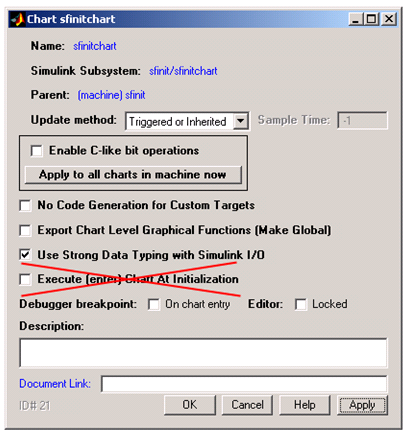 Chart sfinitchart
Name: sfinitchart
Simulink Subsystem: sfinit/sfinitchart
Parent: (machine) sfinit
Update method: Triggered or Inherited Sample Time: -1
Enable C-like bit operations
Apply to all charts in machine now
No Code Generation for Custom Targets
Export Chart Level Graphical Functions (Make Global)
Use Strong Data Typing with Simulink I/O
Execute (enter) Chart At Initialization
Debugger breakpoint: On chart entry Editor: Locked
Description:
Document Link:
ID# 21 OK Cancel Help Apply